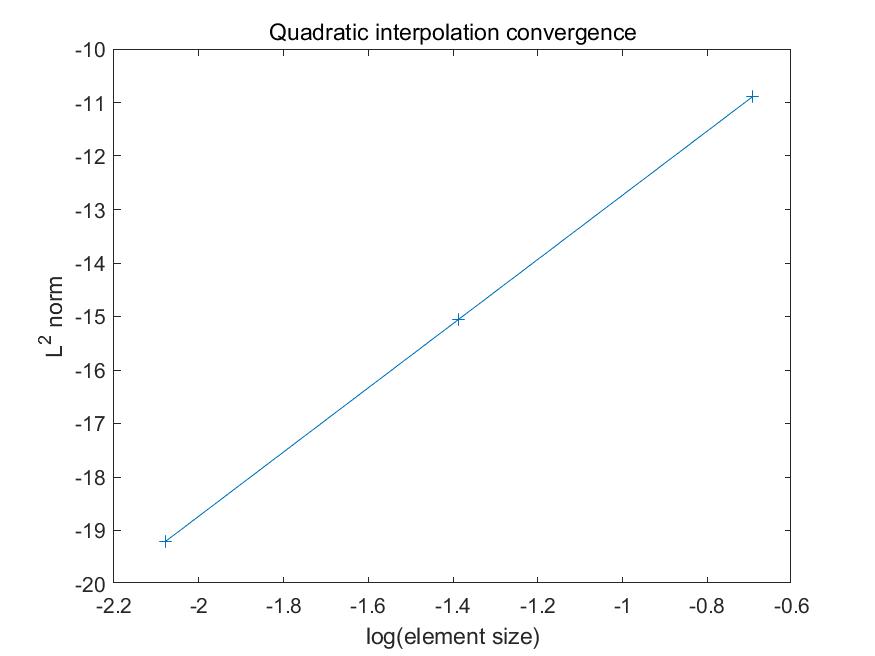 Quadratic interpolation convergence
-10
-11
-12
-13
-14
-15
-16
-17
-18
-19
-20
L² norm
-2.2 -2 -1.8 -1.6 -1.4 -1.2 -1 -0.8 -0.6
log(element size)